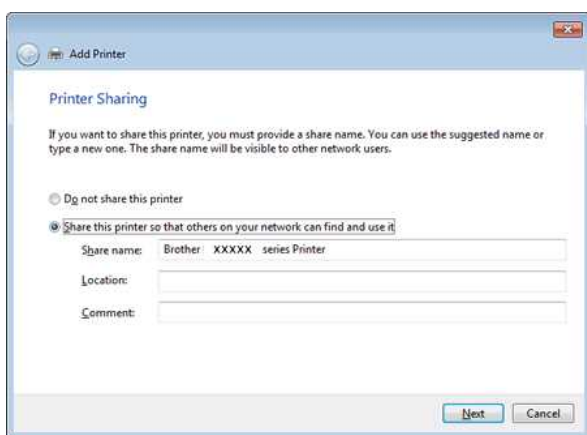 Add Printer
Printer Sharing
If you want to share this printer, you must provide a share name. You can use the suggested name or
type a new one. The share name will be visible to other network users.
Do not share this printer
Share this printer so that others on your network can find and use it
Share name: Brother XXXXX series Printer
Location:
Comment:
Next Cancel